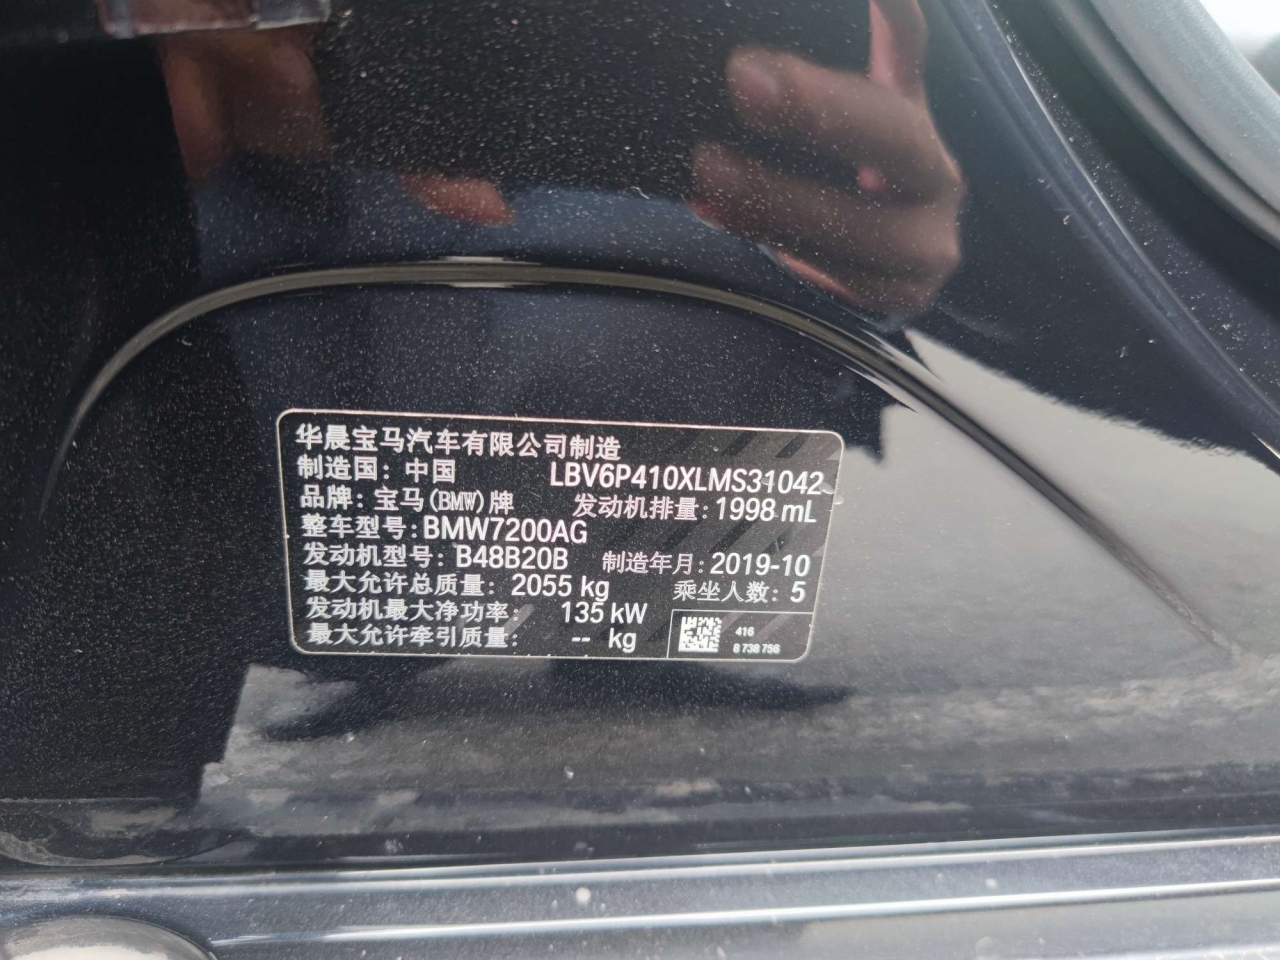 华晨宝马汽车有限公司制造
制造国：中国 LBV6P410XLMS31042
品牌：宝马(BMW)牌 发动机排量：1998 mL
整车型号：BMW7200AG
发动机型号：B48B20B 制造年月：2019-10
最大允许总质量：2055 kg 乘坐人数：5
发动机最大净功率：135 kW
最大允许牵引质量：-- kg
416
8 738 756